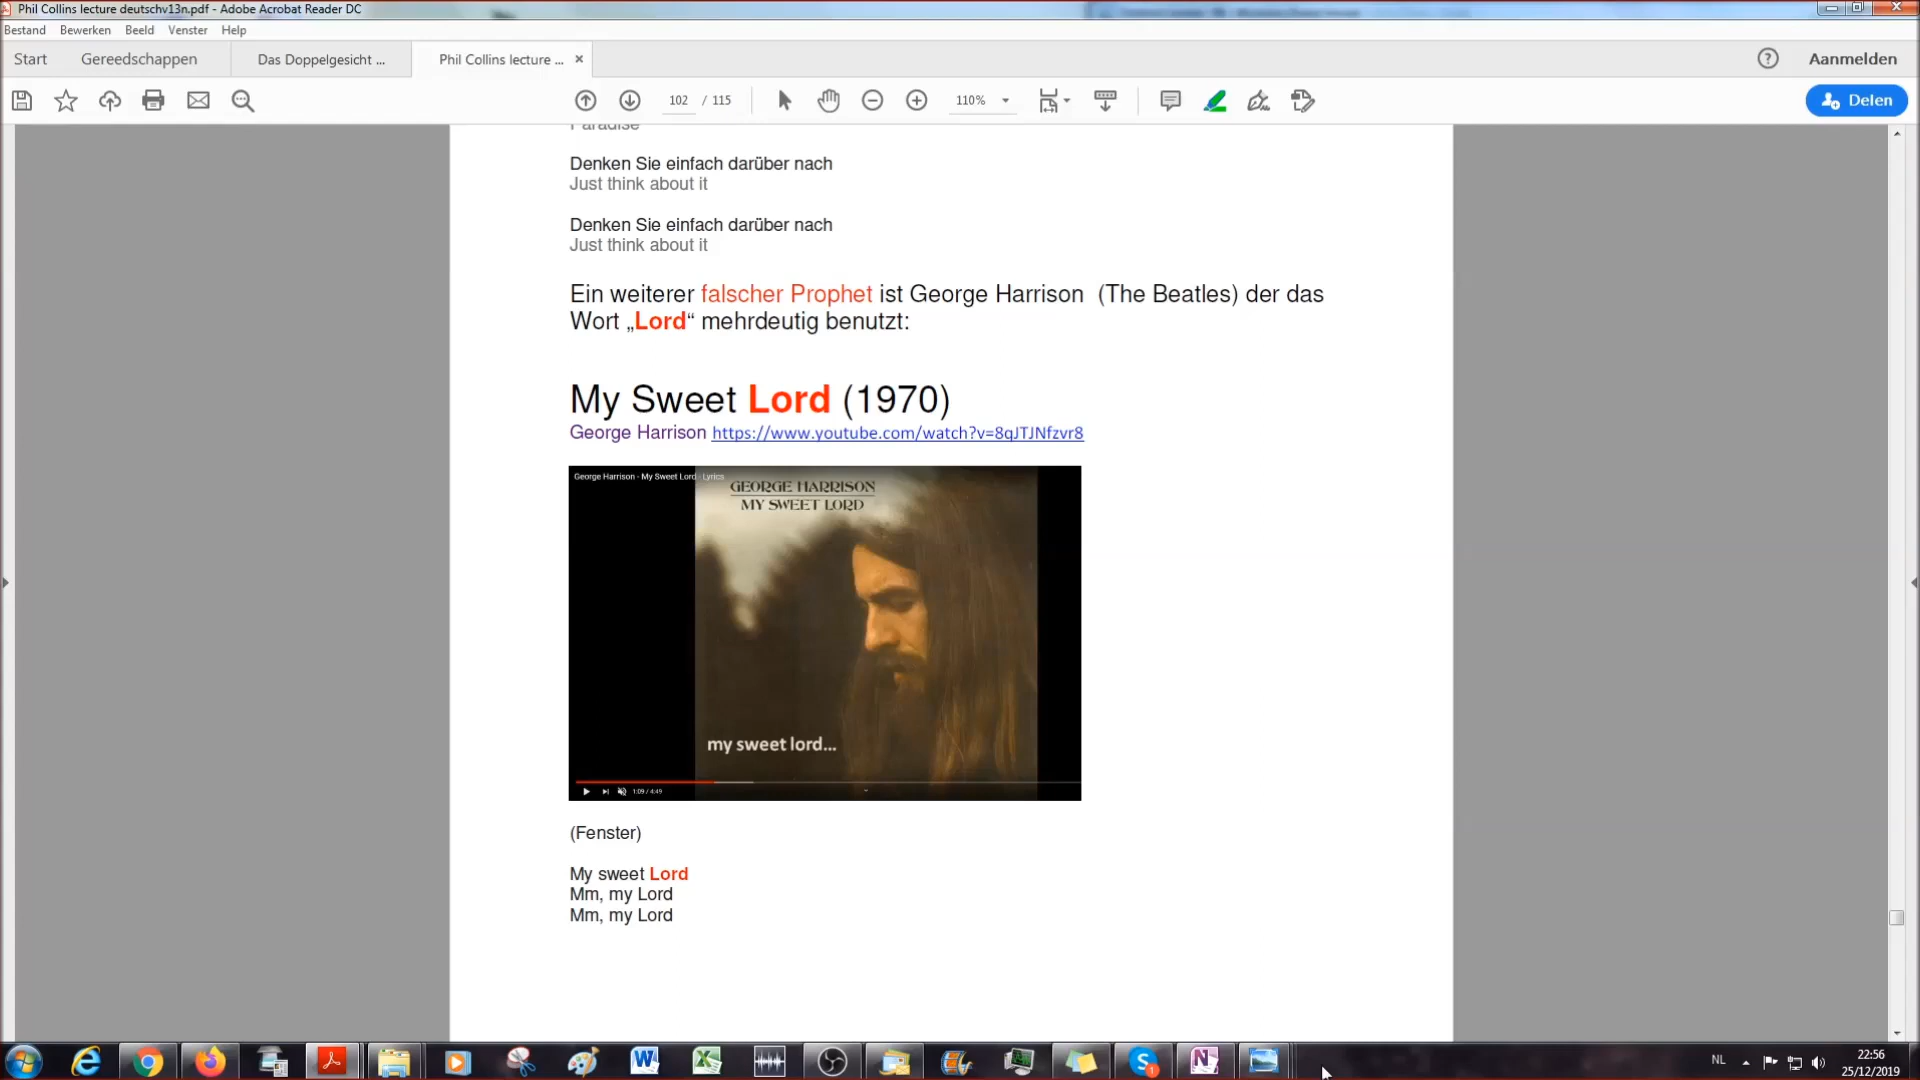 Phil Collins lecture deutschv13n.pdf - Adobe Acrobat Reader DC
Bestand Bewerken Beeld Venster Help
Start Gereedschappen Das Doppelgesicht ... Phil Collins lecture ... × Aanmelden
102 / 115 110% Delen
Paradise
Denken Sie einfach darüber nach
Just think about it
Denken Sie einfach darüber nach
Just think about it
Ein weiterer falscher Prophet ist George Harrison (The Beatles) der das
Wort „Lord“ mehrdeutig benutzt:
My Sweet Lord (1970)
George Harrison https://www.youtube.com/watch?v=8qJTJNfzvr8
George Harrison - My Sweet Lord - Lyrics
GEORGE HARRISON
MY SWEET LORD
my sweet lord...
1:09 / 4:49
(Fenster)
My sweet Lord
Mm, my Lord
Mm, my Lord
NL
22:56
25/12/2019